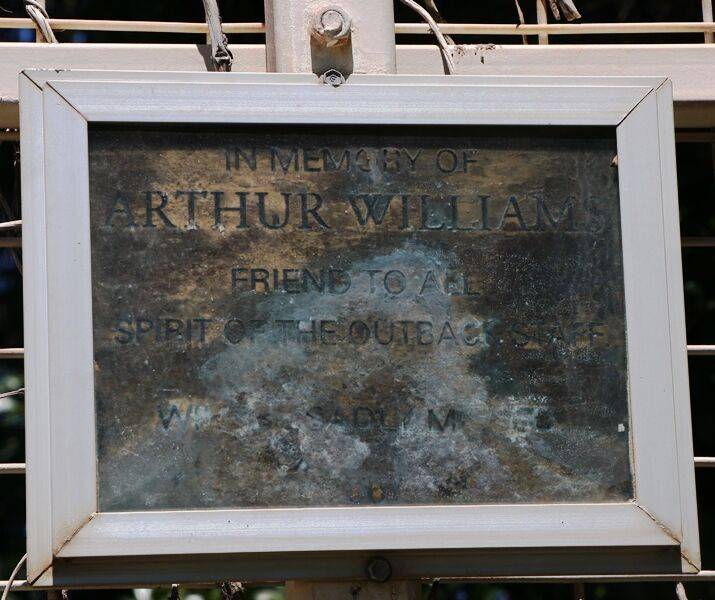 IN MEMORY OF
ARTHUR WILLIAMS
FRIEND TO ALL
SPIRIT OF THE OUTBACK STAFF
SADLY